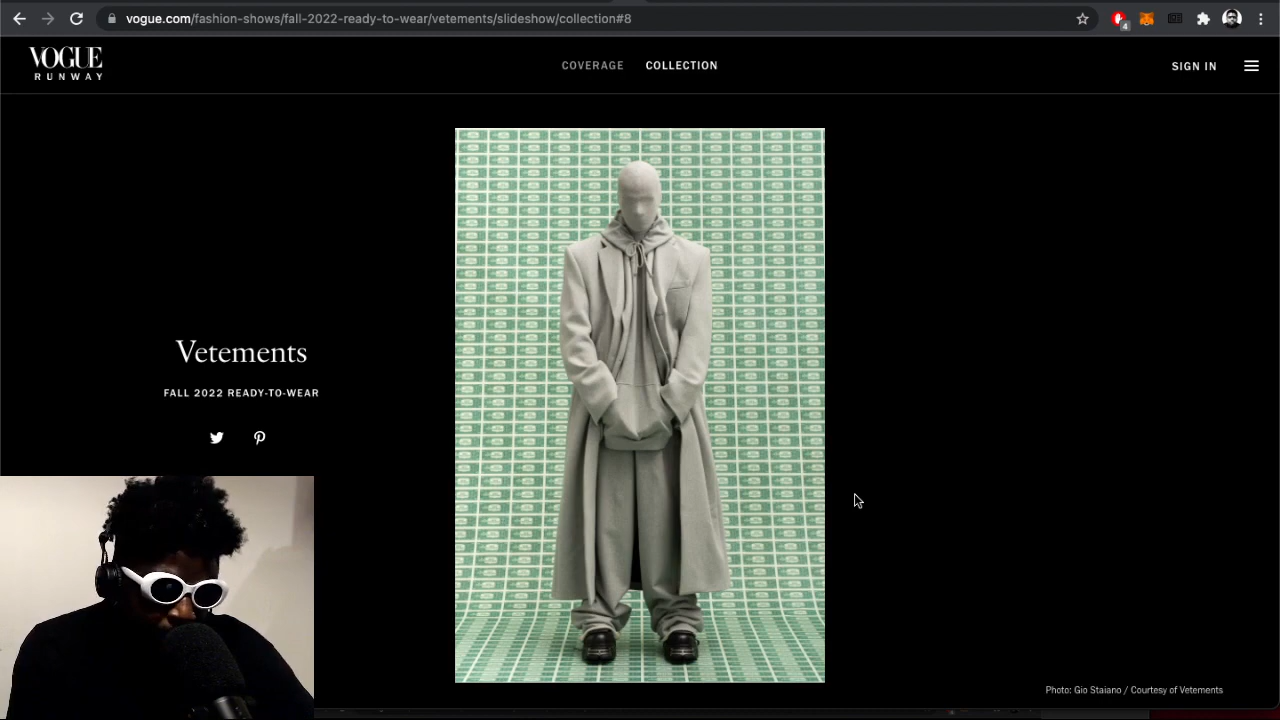 vogue.com/fashion-shows/fall-2022-ready-to-wear/vetements/slideshow/collection#8
4
VOGUE
RUNWAY
COVERAGE
COLLECTION
SIGN IN
Vetements
FALL 2022 READY-TO-WEAR
Photo: Gio Staiano / Courtesy of Vetements